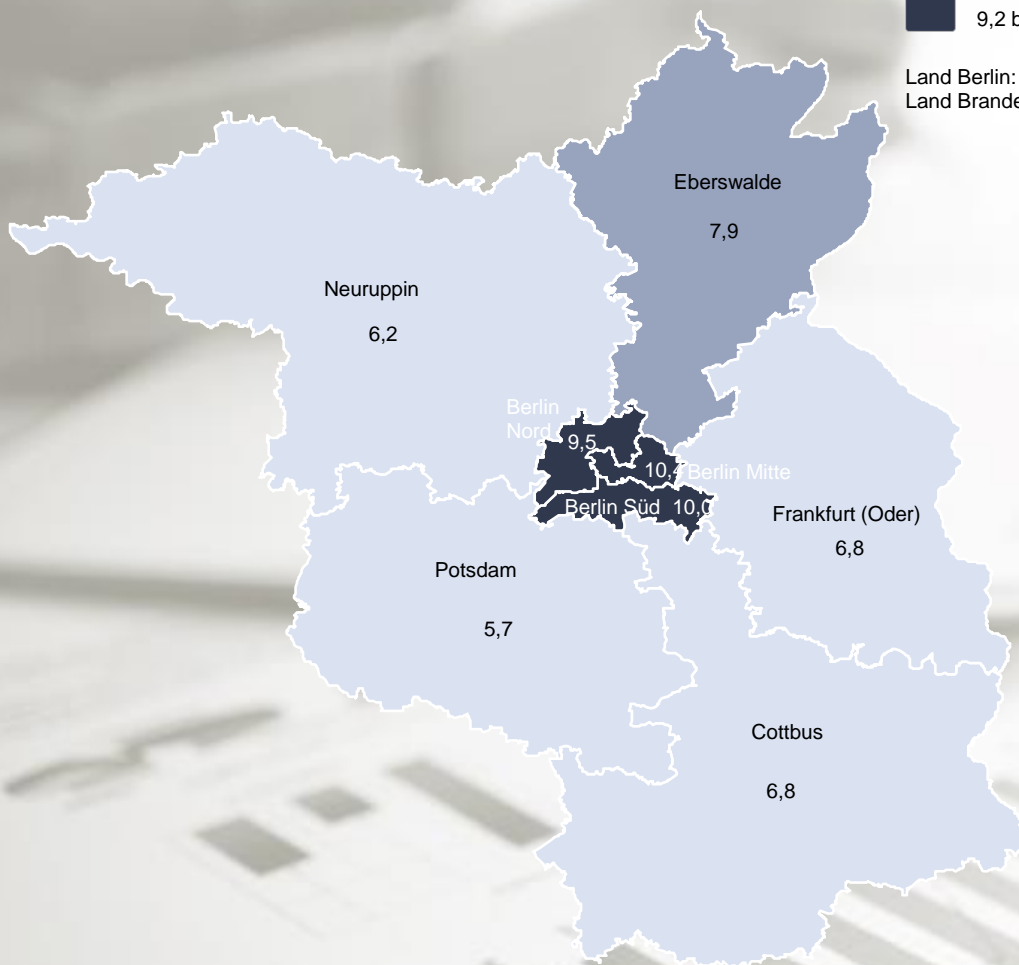 9,2 b
Land Berlin:
Land Brande
Eberswalde
7,9
Neuruppin
6,2
Berlin
Nord
9,5
10,4
Berlin Mitte
Berlin Süd 10,0
Frankfurt (Oder)
6,8
Potsdam
5,7
Cottbus
6,8